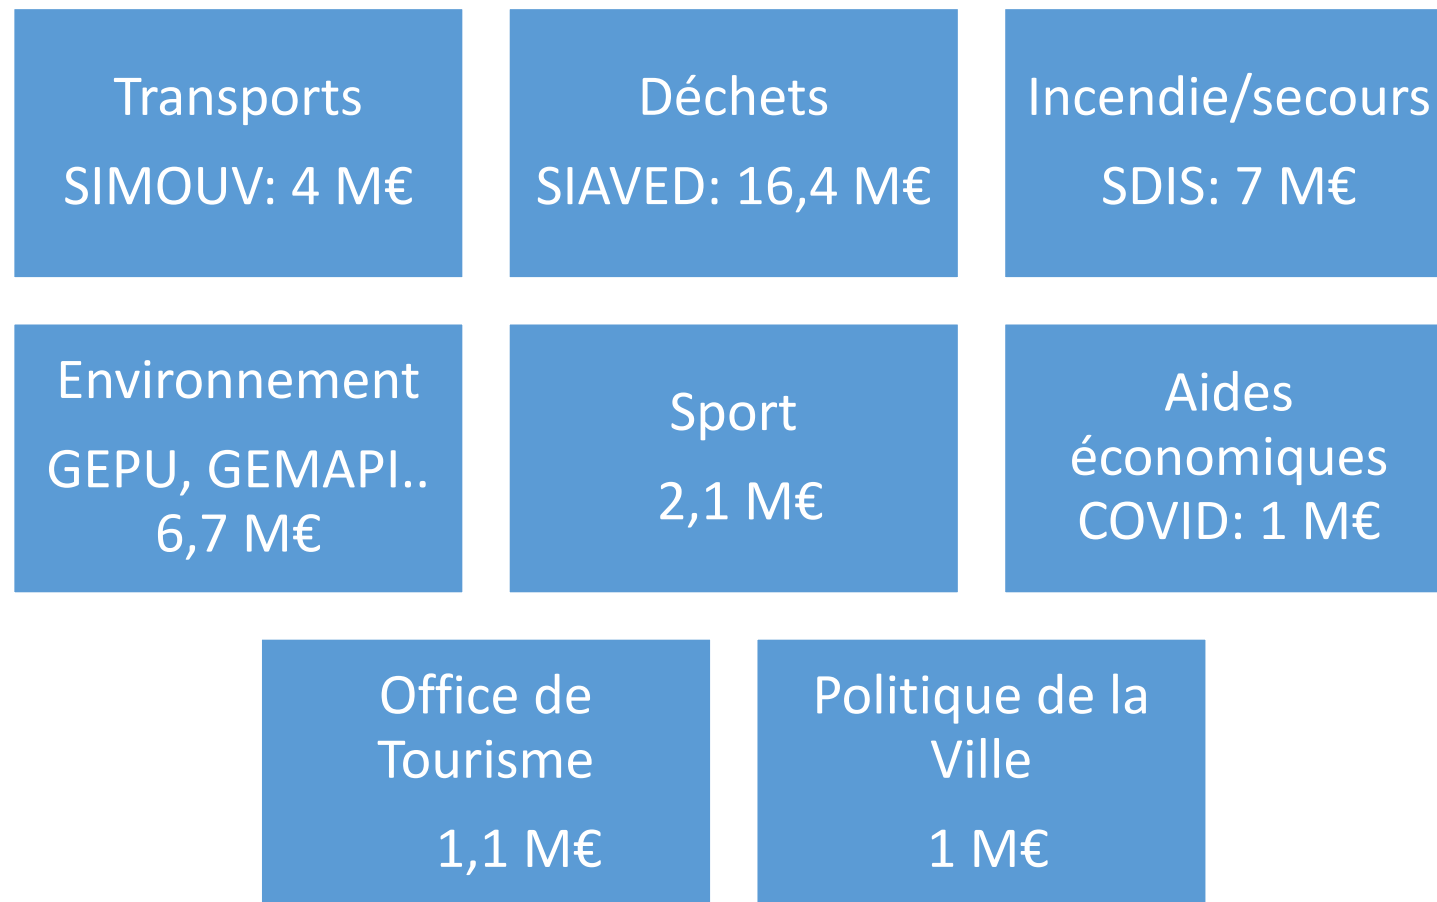 Transports
SIMOUV: 4 M€
Déchets
SIAVED: 16,4 M€
Incendie/secours
SDIS: 7 M€
Environnement
GEPU, GEMAPI..
6,7 M€
Sport
2,1 M€
Aides
économiques
COVID: 1 M€
Office de
Tourisme
1,1 M€
Politique de la
Ville
1 M€